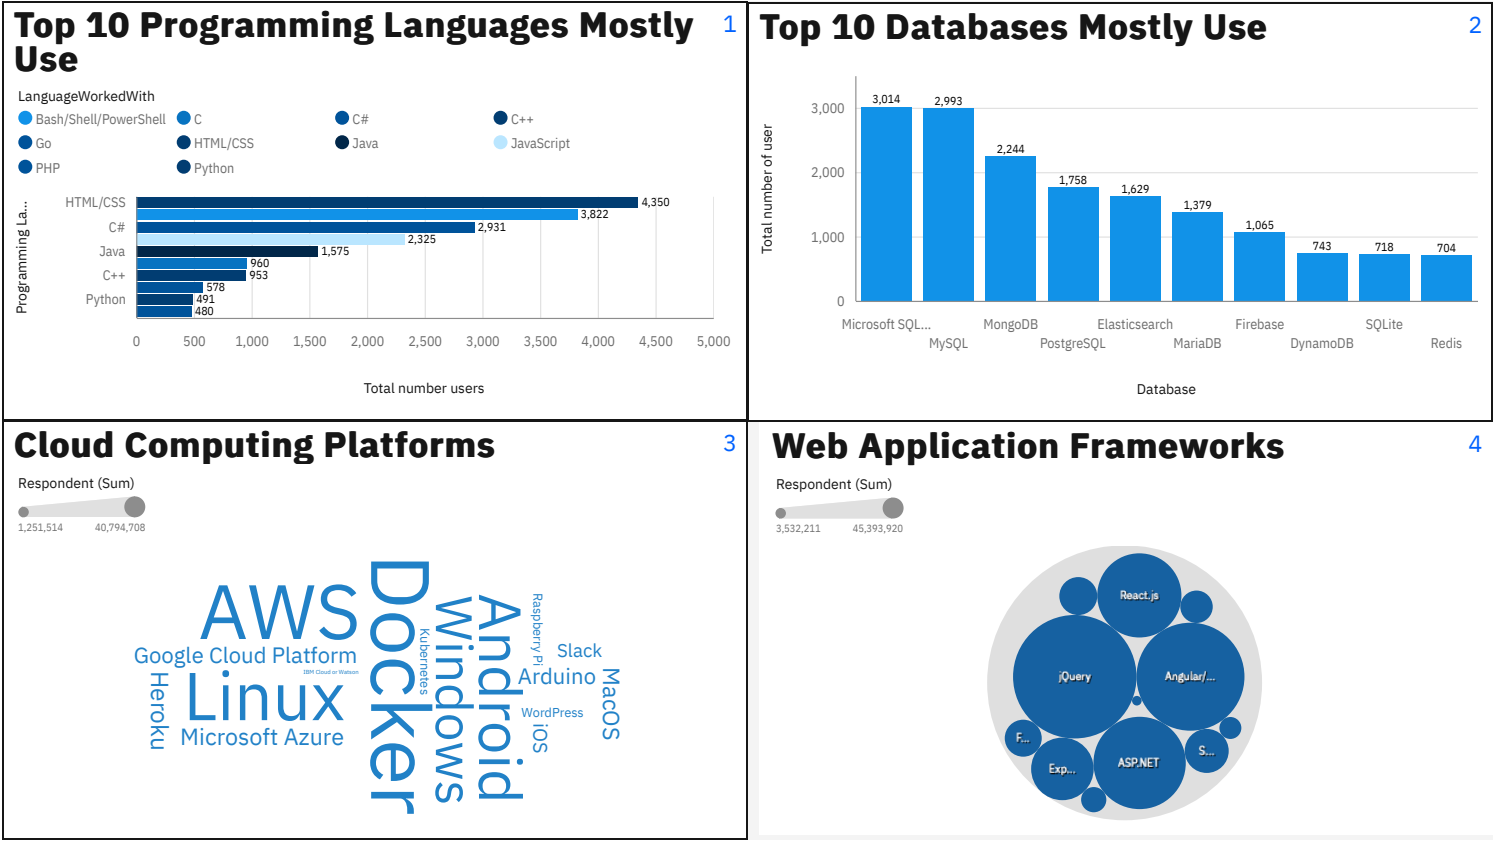 Top 10 Programming Languages Mostly
Use
1
LanguageWorkedWith
Bash/Shell/PowerShell C C# C++
Go HTML/CSS Java JavaScript
PHP Python
Programming La...
HTML/CSS 4,350
3,822
C# 2,931
2,325
Java 1,575
960
C++ 953
578
Python 491
480
0 500 1,000 1,500 2,000 2,500 3,000 3,500 4,000 4,500 5,000
Total number users
Top 10 Databases Mostly Use
2
Total number of user
3,000
2,000
1,000
0
3,014 2,993 2,244 1,758 1,629 1,379 1,065 743 718 704
Microsoft SQL... MongoDB Elasticsearch Firebase SQLite
MySQL PostgreSQL MariaDB DynamoDB Redis
Database
Cloud Computing Platforms
3
Respondent (Sum)
1,251,514 40,794,708
AWS
Google Cloud Platform
IBM Cloud or Watson
Heroku
Linux
Microsoft Azure
Docker
Kubernetes
Windows
Android
Raspberry Pi
Slack
Arduino
MacOS
WordPress
iOS
Web Application Frameworks
4
Respondent (Sum)
3,532,211 45,393,920
React.js
jQuery
Angular/...
F...
Exp...
ASP.NET
S...